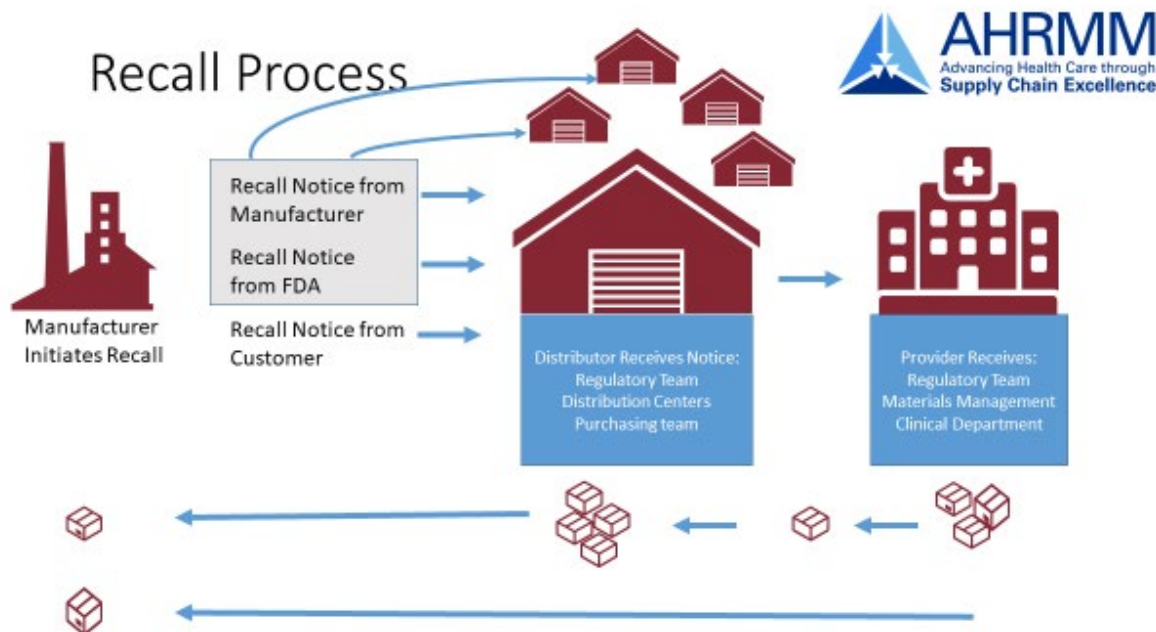 Recall Process
AHRMM
Advancing Health Care through
Supply Chain Excellence
Recall Notice from
Manufacturer
Recall Notice
from FDA
Recall Notice from
Customer
Manufacturer
Initiates Recall
Distributor Receives Notice:
Regulatory Team
Distribution Centers
Purchasing team
Provider Receives:
Regulatory Team
Materials Management
Clinical Department